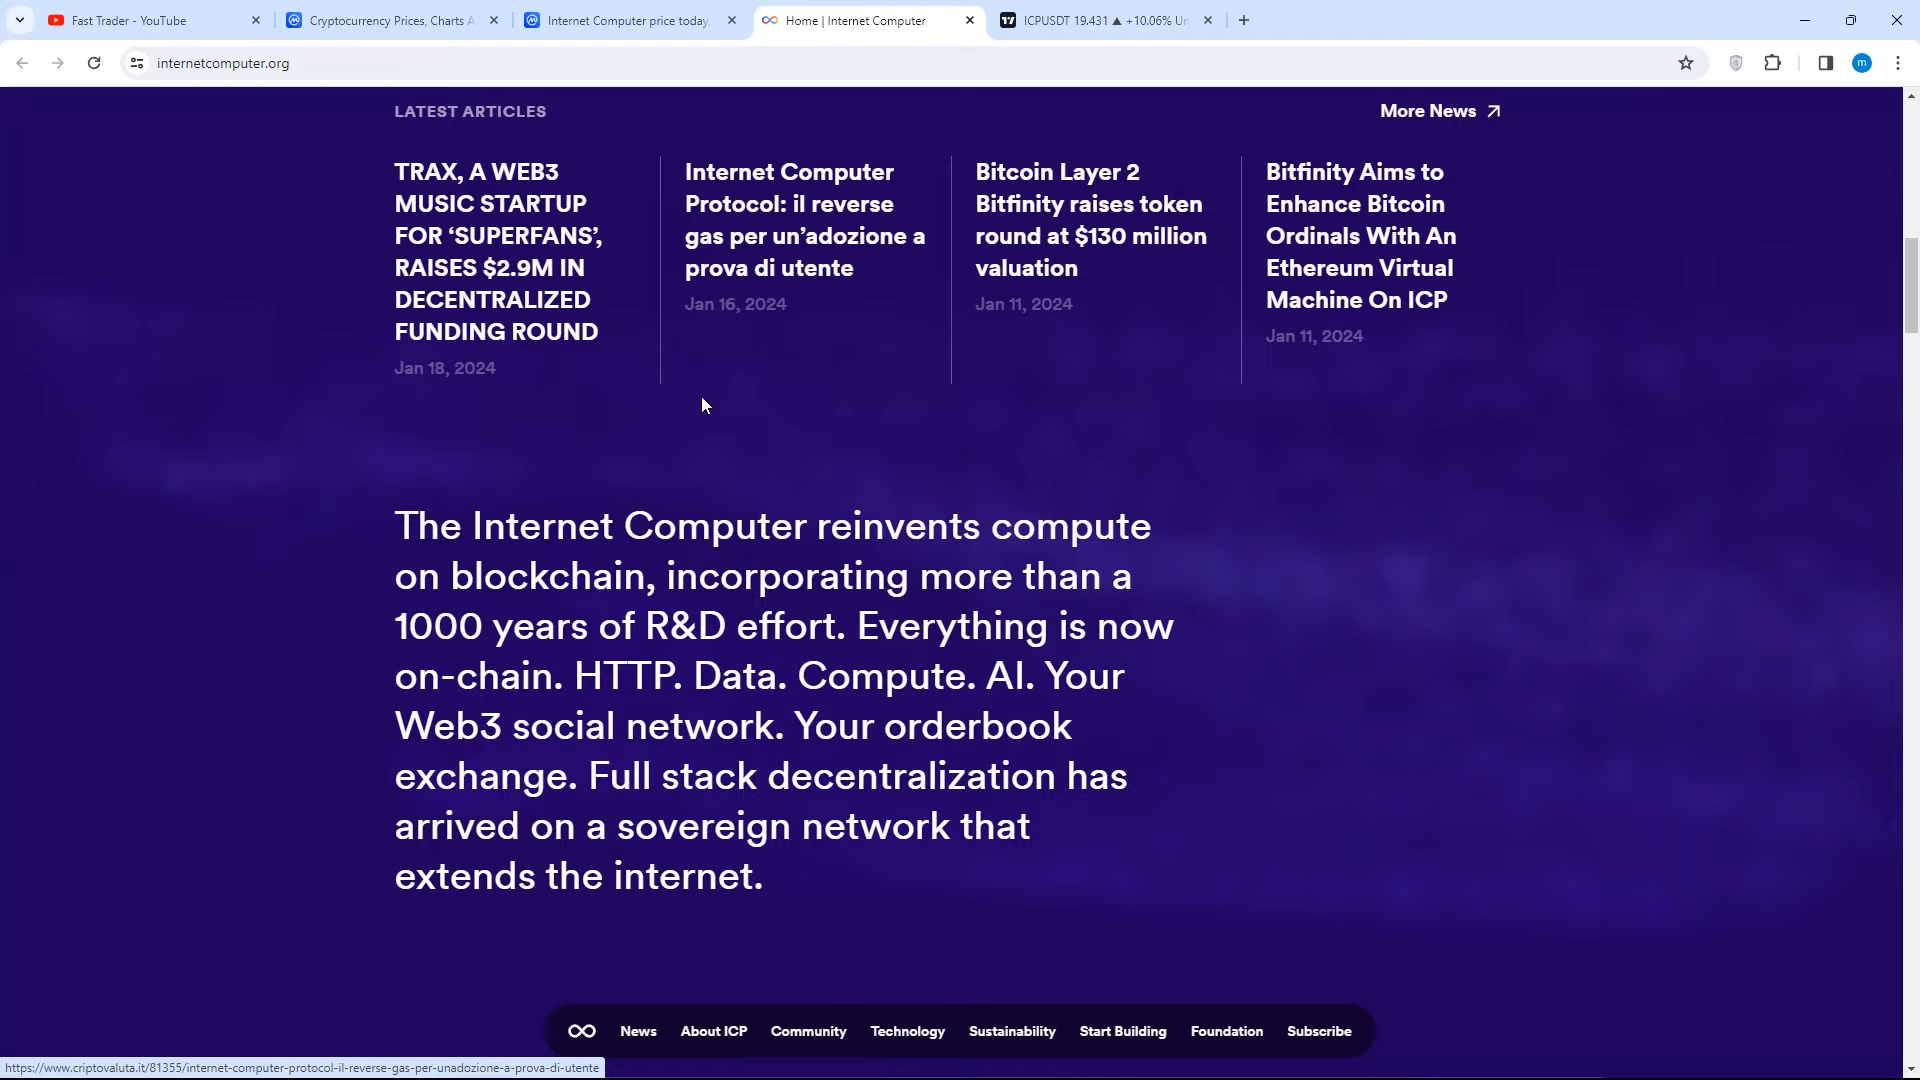 Fast Trader - YouTube
Cryptocurrency Prices, Charts A
Internet Computer price today,
Home | Internet Computer
ICPUSDT 19.431 ▲ +10.06% Un
internetcomputer.org
m
LATEST ARTICLES
More News
TRAX, A WEB3
MUSIC STARTUP
FOR ‘SUPERFANS’,
RAISES $2.9M IN
DECENTRALIZED
FUNDING ROUND
Jan 18, 2024
Internet Computer
Protocol: il reverse
gas per un’adozione a
prova di utente
Jan 16, 2024
Bitcoin Layer 2
Bitfinity raises token
round at $130 million
valuation
Jan 11, 2024
Bitfinity Aims to
Enhance Bitcoin
Ordinals With An
Ethereum Virtual
Machine On ICP
Jan 11, 2024
The Internet Computer reinvents compute
on blockchain, incorporating more than a
1000 years of R&D effort. Everything is now
on-chain. HTTP. Data. Compute. AI. Your
Web3 social network. Your orderbook
exchange. Full stack decentralization has
arrived on a sovereign network that
extends the internet.
News About ICP Community Technology Sustainability Start Building Foundation Subscribe
https://www.criptovaluta.it/81355/internet-computer-protocol-il-reverse-gas-per-unadozione-a-prova-di-utente